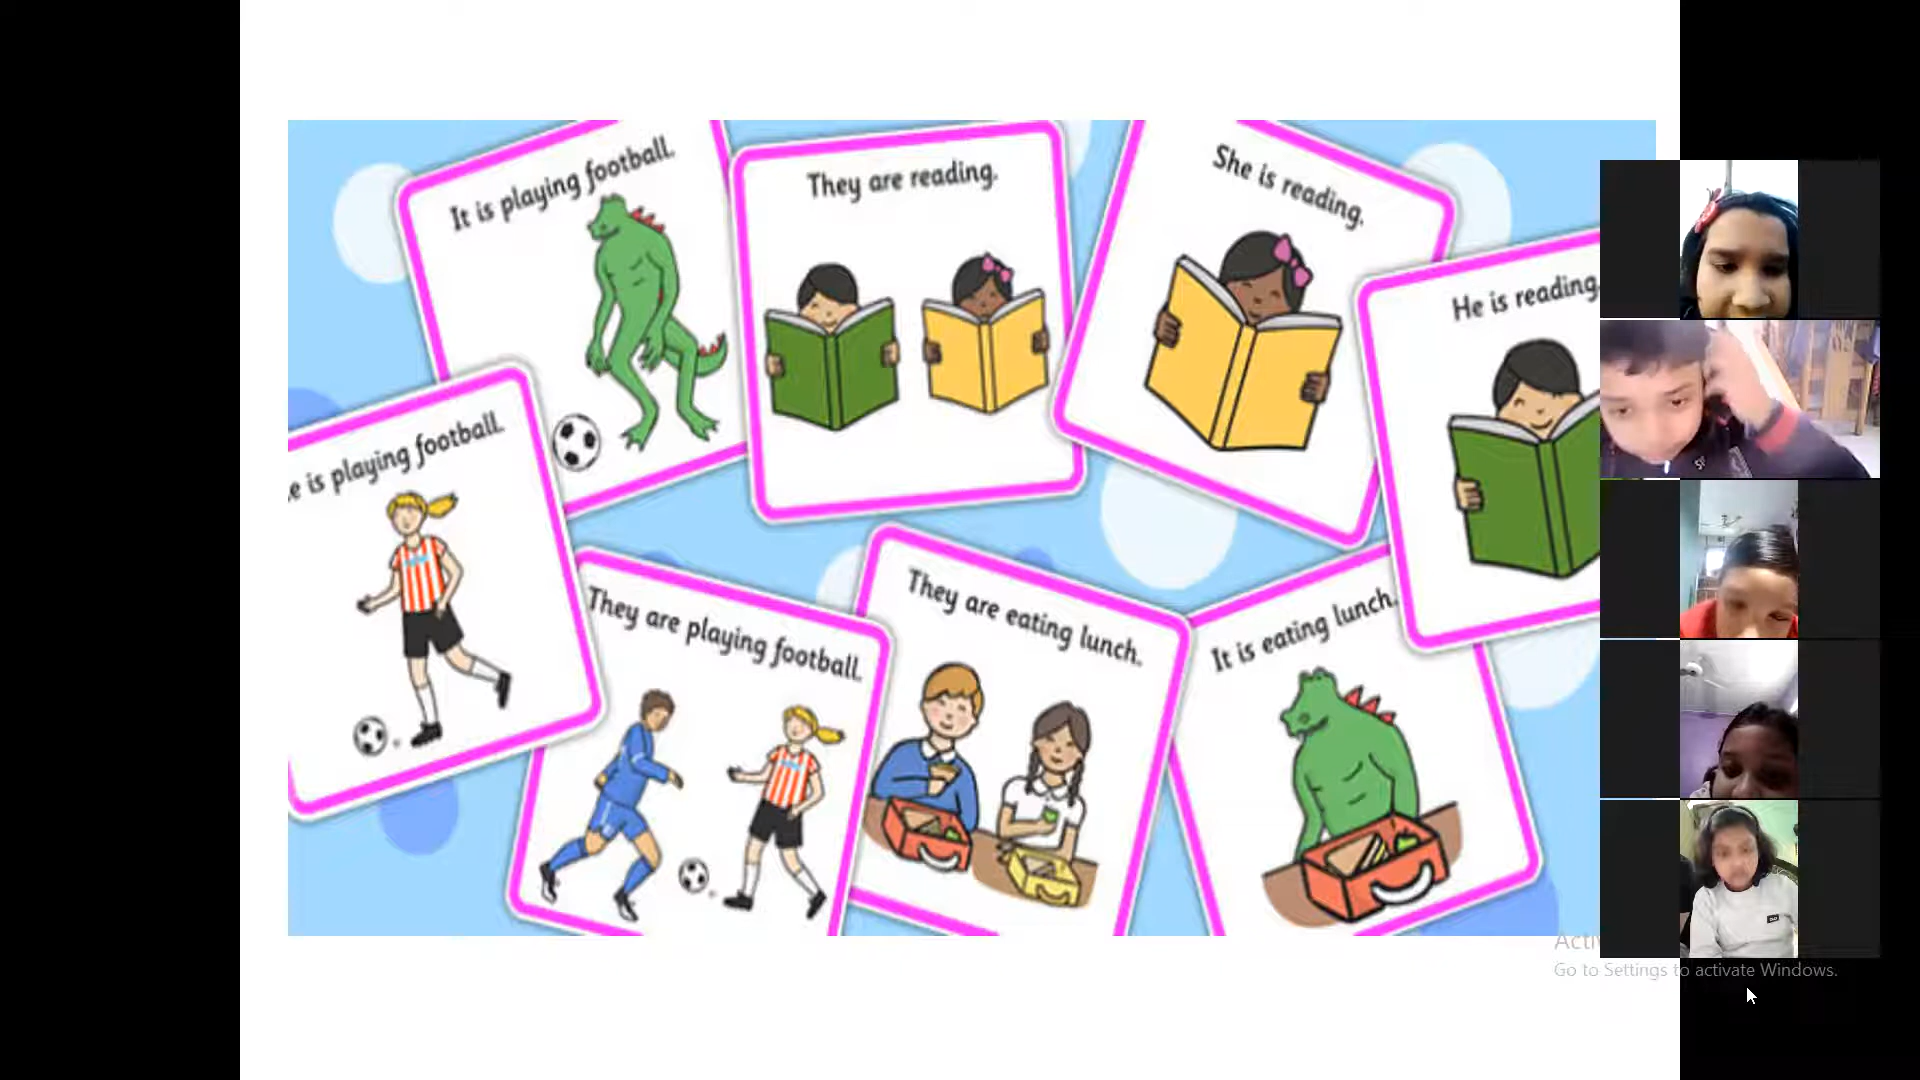 It is playing football.
They are reading.
She is reading.
He is reading.
e is playing football.
They are playing football.
They are eating lunch.
It is eating lunch.
Acti
Go to Settings to activate Windows.